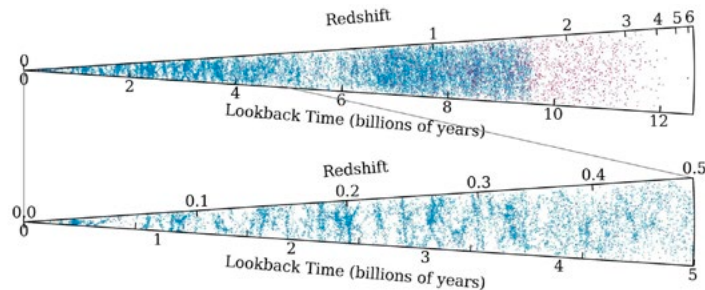 Redshift
0 1 2 3 4 5 6
0 2 4 6 8 10 12
Lookback Time (billions of years)
Redshift
0.0 0.1 0.2 0.3 0.4 0.5
0 1 2 3 4 5
Lookback Time (billions of years)